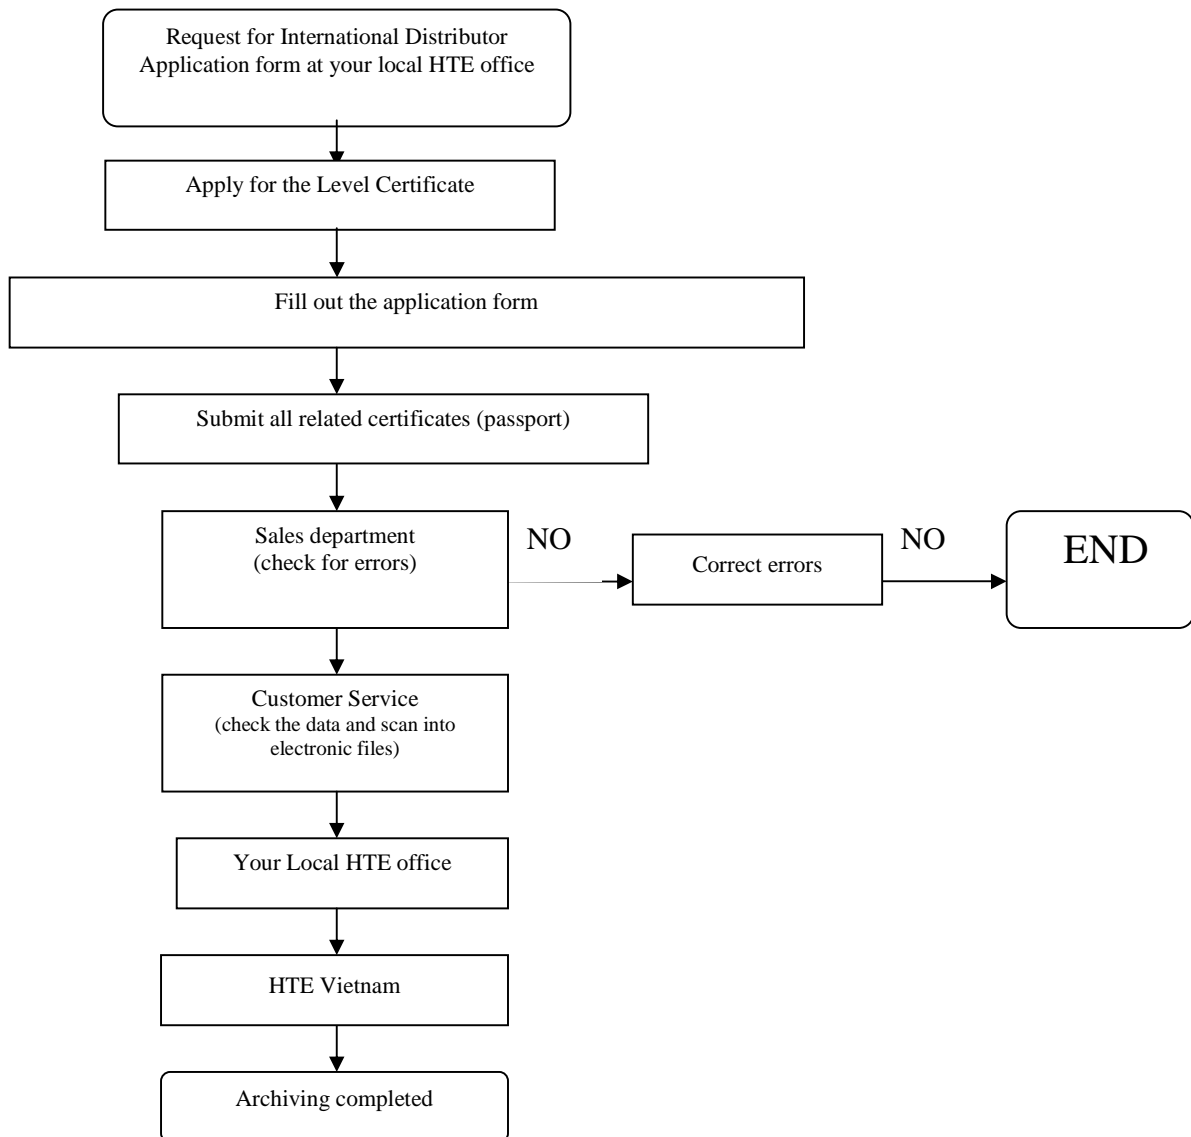 Request for International Distributor
Application form at your local HTE office
Apply for the Level Certificate
Fill out the application form
Submit all related certificates (passport)
Sales department
(check for errors)
NO
Correct errors
NO
END
Customer Service
(check the data and scan into
electronic files)
Your Local HTE office
HTE Vietnam
Archiving completed